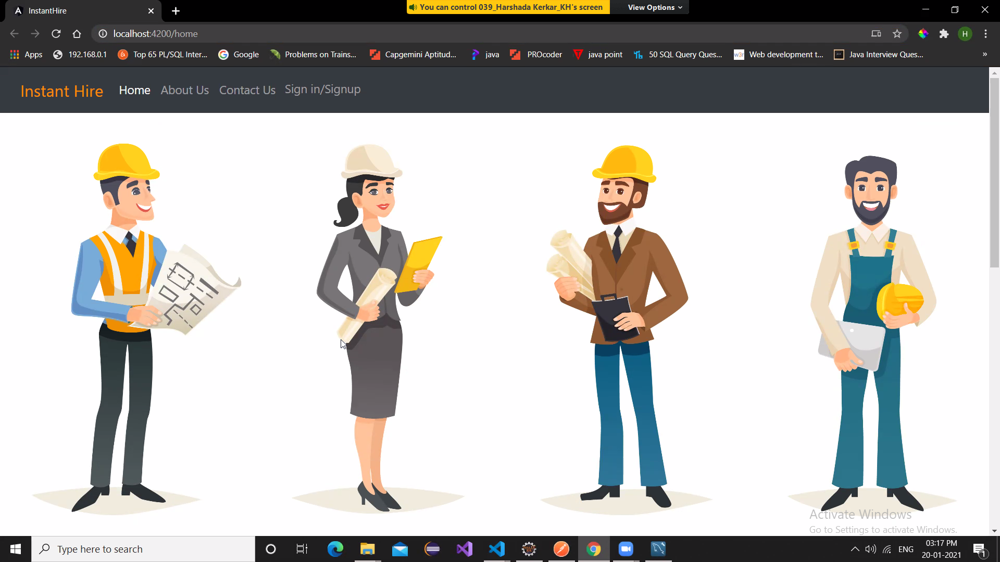 InstantHire
You can control 039_Harshada Kerkar_KH's screen
View Options
localhost:4200/home
H
Apps
192.168.0.1
Top 65 PL/SQL Inter...
Google
Problems on Trains...
Capgemini Aptitud...
java
PROcoder
java point
50 SQL Query Ques...
w3r
Web development t...
Java Interview Ques...
»
Instant Hire
Home
About Us
Contact Us
Sign in/Signup
Activate Windows
Go to Settings to activate Windows.
Type here to search
ENG
03:17 PM
20-01-2021
1